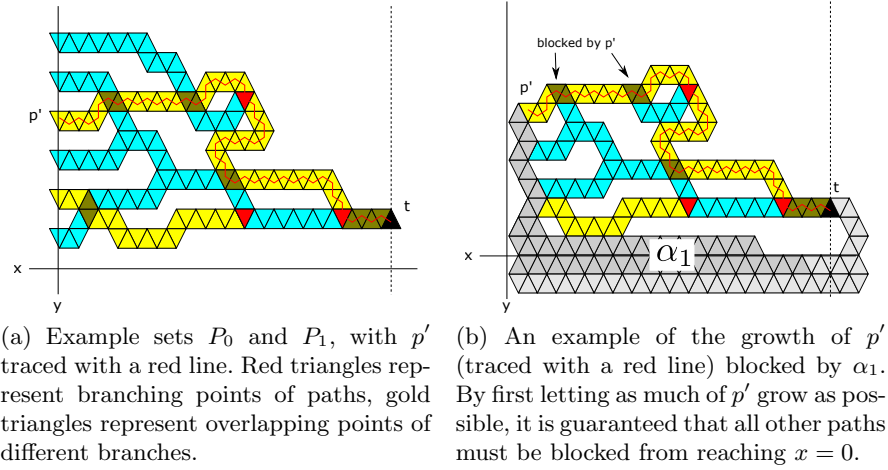 p'
t
x
y
(a) Example sets P₀ and P₁, with p′
traced with a red line. Red triangles rep-
resent branching points of paths, gold
triangles represent overlapping points of
different branches.
blocked by p'
p'
t
x
α₁
y
(b) An example of the growth of p′
(traced with a red line) blocked by α₁.
By first letting as much of p′ grow as pos-
sible, it is guaranteed that all other paths
must be blocked from reaching x = 0.